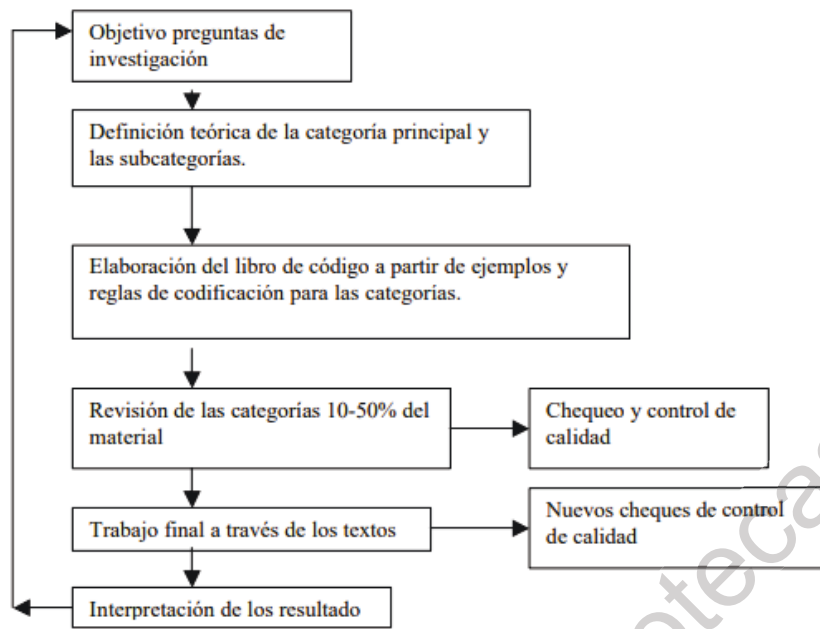 Objetivo preguntas de
investigación
Definición teórica de la categoría principal y
las subcategorías.
Elaboración del libro de código a partir de ejemplos y
reglas de codificación para las categorías.
Revisión de las categorías 10-50% del
material
Chequeo y control de
calidad
Trabajo final a través de los textos
Nuevos cheques de control
de calidad
Interpretación de los resultado